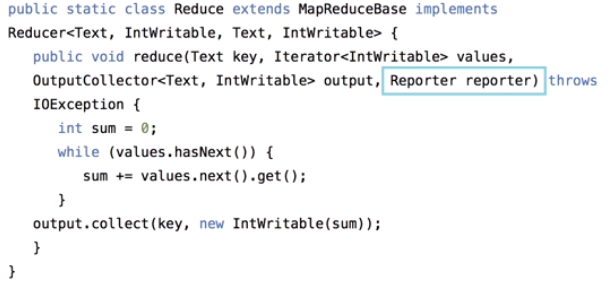 public static class Reduce extends MapReduceBase implements
Reducer<Text, IntWritable, Text, IntWritable> {
public void reduce(Text key, Iterator<IntWritable> values,
OutputCollector<Text, IntWritable> output, Reporter reporter) throws
IOException {
int sum = 0;
while (values.hasNext()) {
sum += values.next().get();
}
output.collect(key, new IntWritable(sum));
}
}